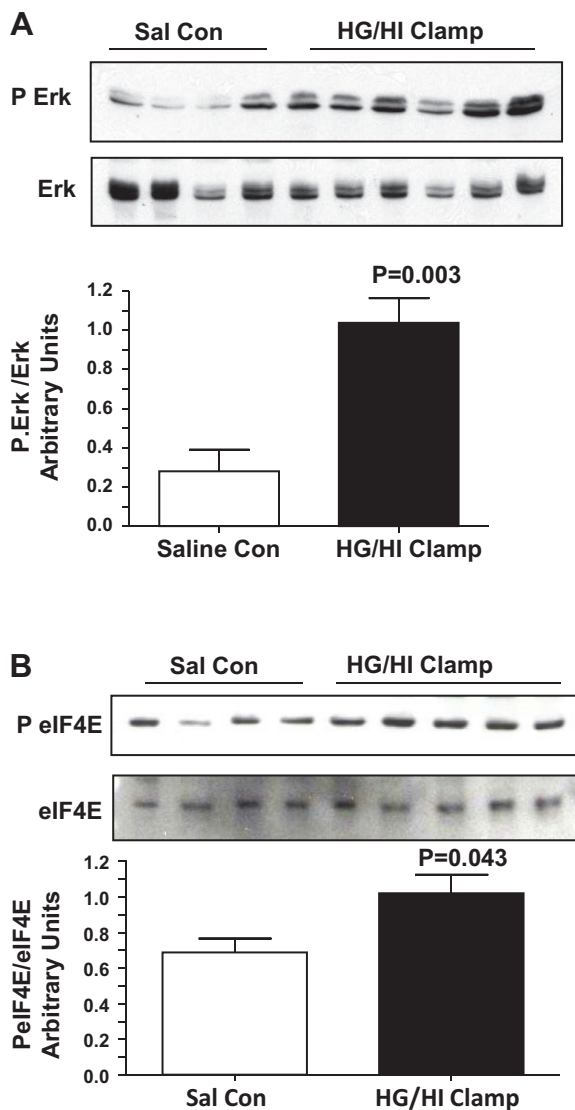 A
Sal Con HG/HI Clamp
P Erk
Erk
P=0.003
P.Erk /Erk
Arbitrary Units
1.2
1.0
0.8
0.6
0.4
0.2
0.0
Saline Con HG/HI Clamp
B
Sal Con HG/HI Clamp
P eIF4E
eIF4E
P=0.043
PeIF4E/eIF4E
Arbitrary Units
1.2
1.0
0.8
0.6
0.4
0.2
0.0
Sal Con HG/HI Clamp